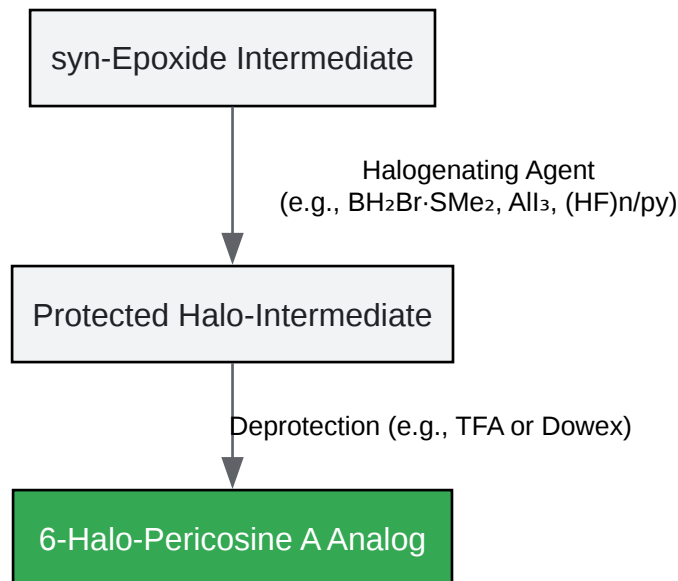 syn-Epoxide Intermediate
Halogenating Agent
(e.g., BH₂Br·SMe₂, AlI₃, (HF)n/py)
Protected Halo-Intermediate
Deprotection (e.g., TFA or Dowex)
6-Halo-Pericosine A Analog